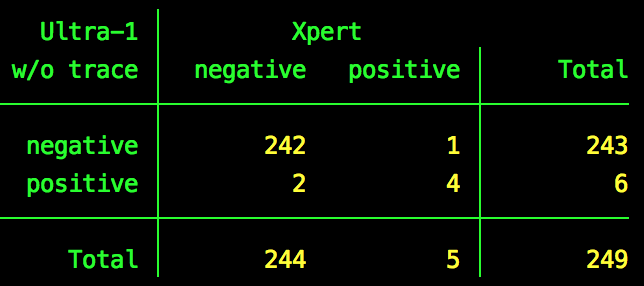 Ultra-1 Xpert
w/o trace negative positive Total
negative 242 1 243
positive 2 4 6
Total 244 5 249